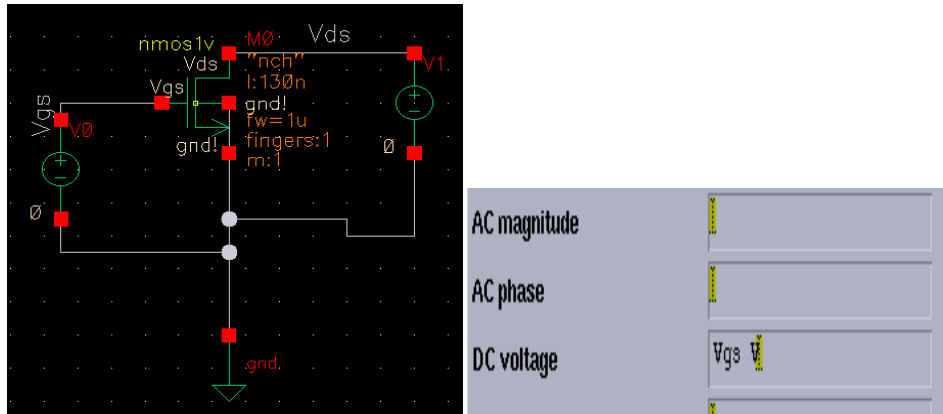 nmos1v
M0
Vds
Vds
"nch"
V1
l:130n
Vgs
gnd!
Vgs
V0
fw=1u
gnd!
fingers:1
0
m:1
0
gnd
AC magnitude
AC phase
DC voltage
Vgs V